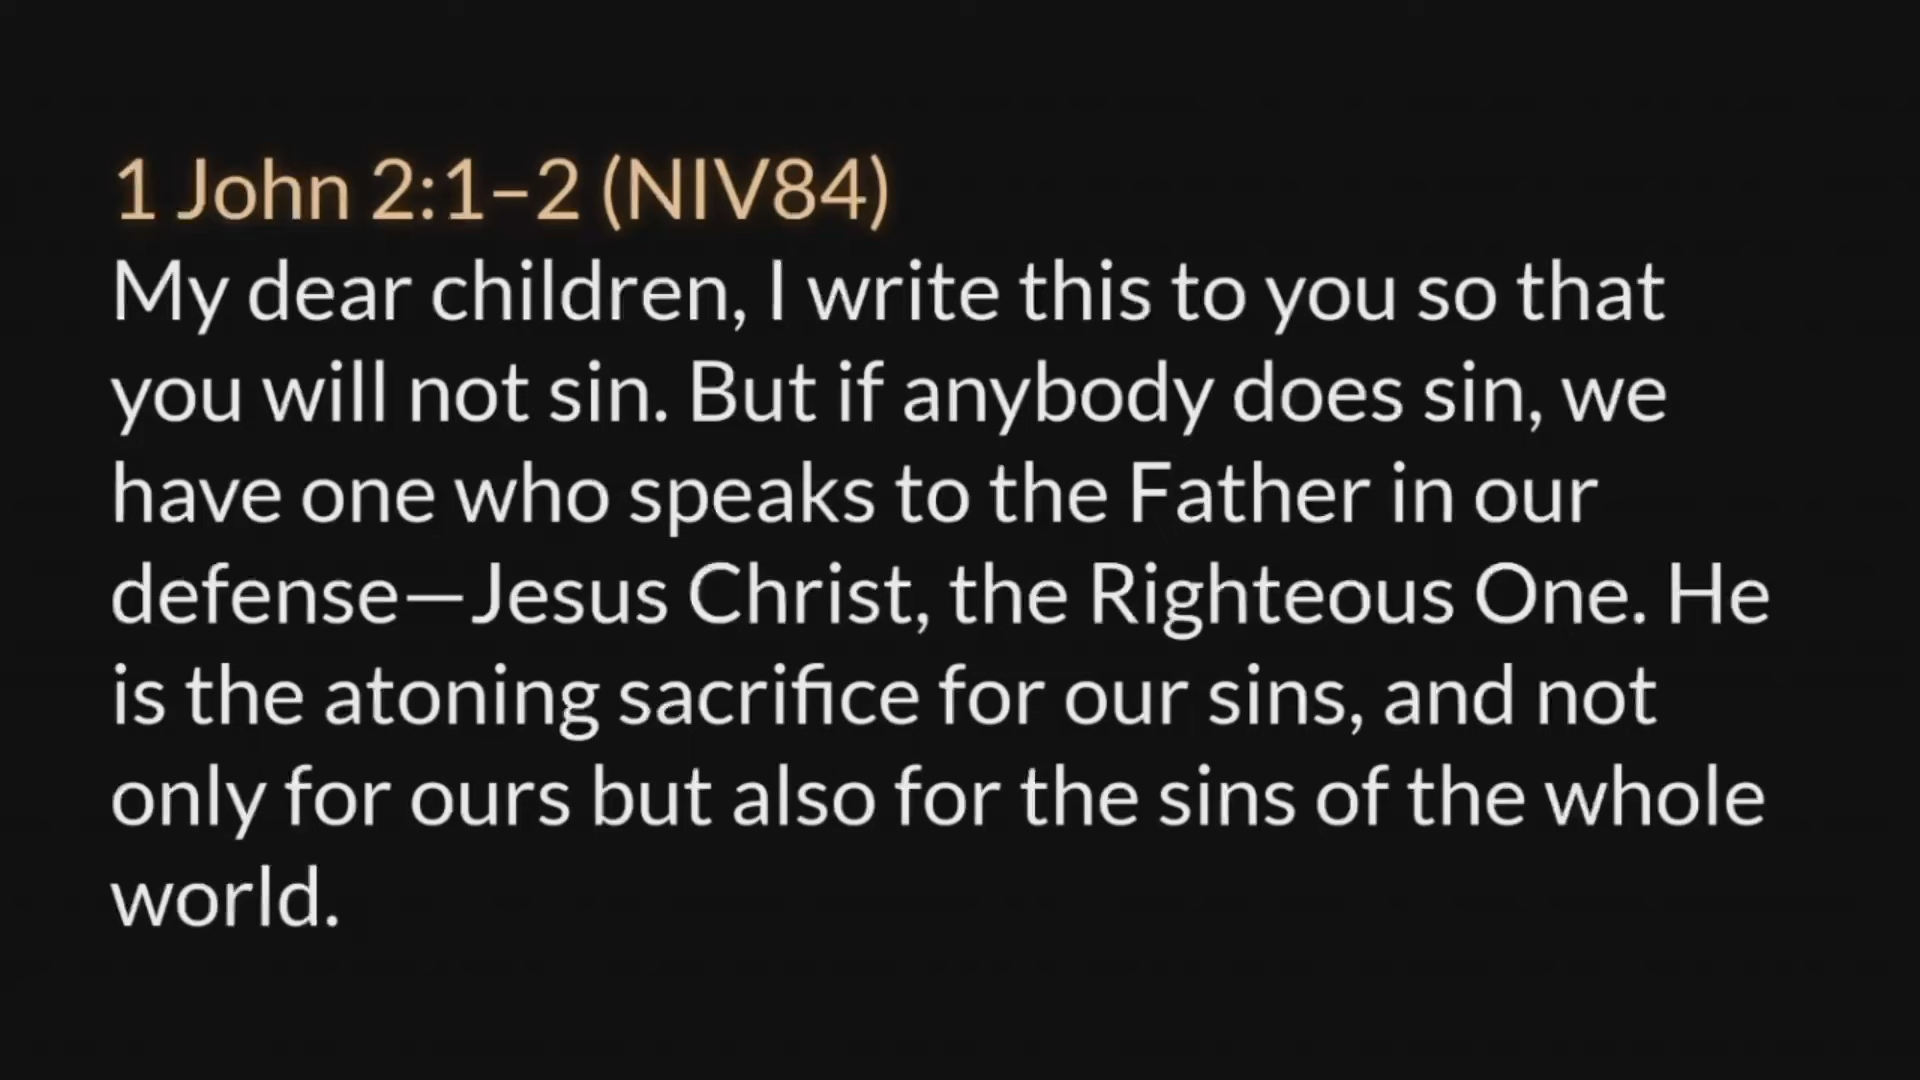 1 John 2:1–2 (NIV84)
My dear children, I write this to you so that
you will not sin. But if anybody does sin, we
have one who speaks to the Father in our
defense—Jesus Christ, the Righteous One. He
is the atoning sacrifice for our sins, and not
only for ours but also for the sins of the whole
world.